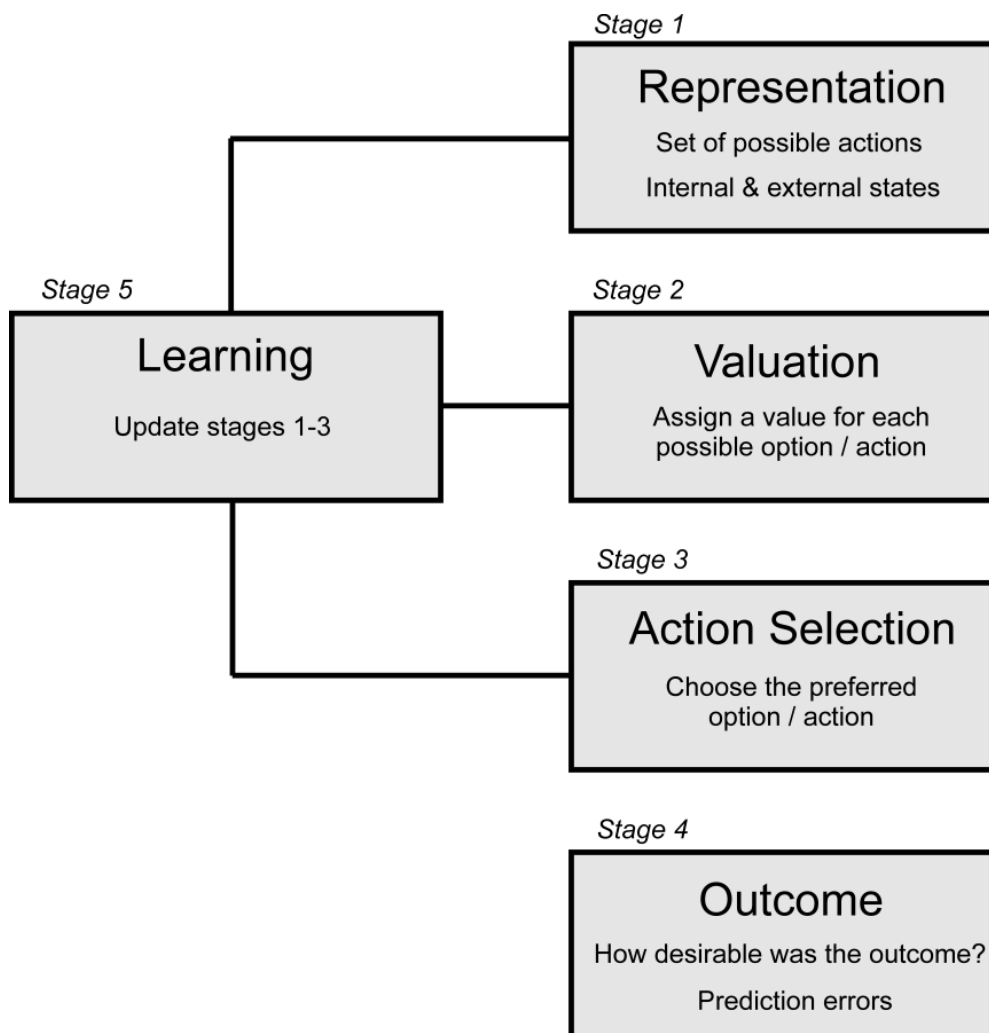 Stage 1
Representation
Set of possible actions
Internal & external states
Stage 5
Learning
Update stages 1-3
Stage 2
Valuation
Assign a value for each
possible option / action
Stage 3
Action Selection
Choose the preferred
option / action
Stage 4
Outcome
How desirable was the outcome?
Prediction errors